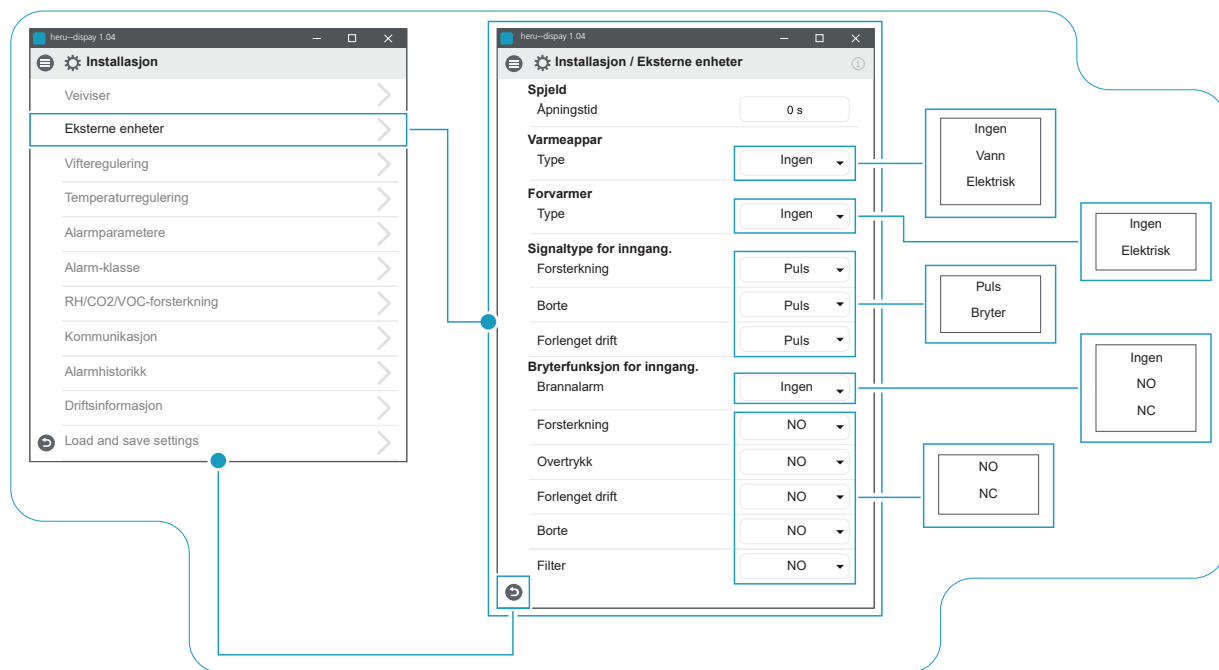 heru--dispay 1.04
Installasjon
Veiviser
Eksterne enheter
Vifteregulering
Temperaturregulering
Alarmparametere
Alarm-klasse
RH/CO2/VOC-forsterkning
Kommunikasjon
Alarmhistorikk
Driftsinformasjon
Load and save settings
heru--dispay 1.04
Installasjon / Eksterne enheter
Spjeld
Åpningstid 0 s
Varmeappar
Type Ingen
Forvarmer
Type Ingen
Signaltype for inngang.
Forsterkning Puls
Borte Puls
Forlenget drift Puls
Bryterfunksjon for inngang.
Brannalarm Ingen
Forsterkning NO
Overtrykk NO
Forlenget drift NO
Borte NO
Filter NO
Ingen
Vann
Elektrisk
Ingen
Elektrisk
Puls
Bryter
Ingen
NO
NC
NO
NC